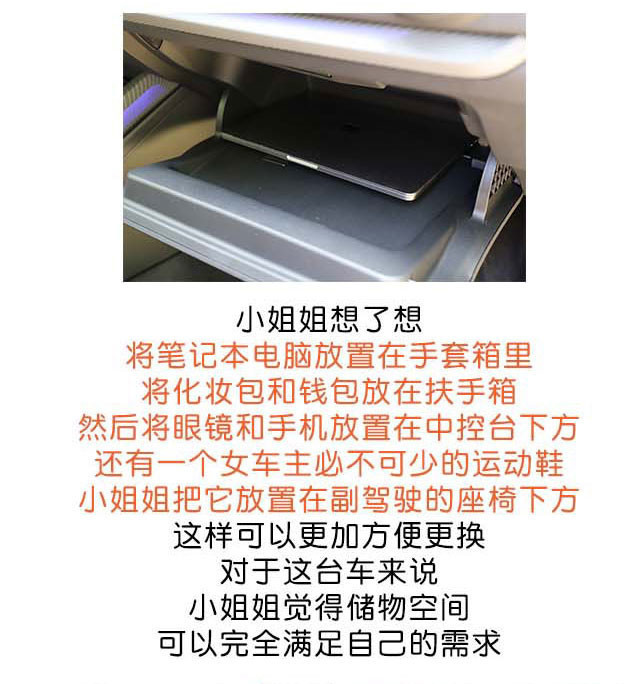 小姐姐想了想
将笔记本电脑放置在手套箱里
将化妆包和钱包放在扶手箱
然后将眼镜和手机放置在中控台下方
还有一个女车主必不可少的运动鞋
小姐姐把它放置在副驾驶的座椅下方
这样可以更加方便更换
对于这台车来说
小姐姐觉得储物空间
可以完全满足自己的需求